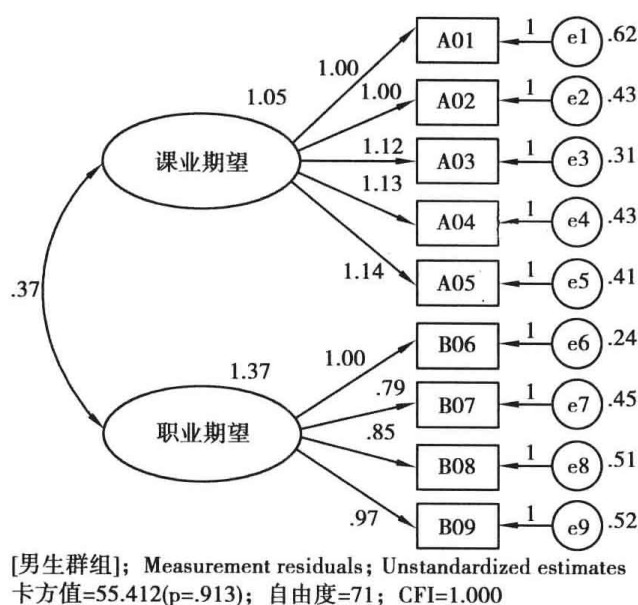 A01 1 e1 .62
1.00
1.05
1.00 A02 1 e2 .43
课业期望 1.12 A03 1 e3 .31
1.13
A04 1 e4 .43
1.14 A05 1 e5 .41
.37
1.00 B06 1 e6 .24
1.37
.79 B07 1 e7 .45
职业期望 .85 B08 1 e8 .51
.97 B09 1 e9 .52
[男生群组]; Measurement residuals; Unstandardized estimates
卡方值=55.412(p=.913); 自由度=71; CFI=1.000